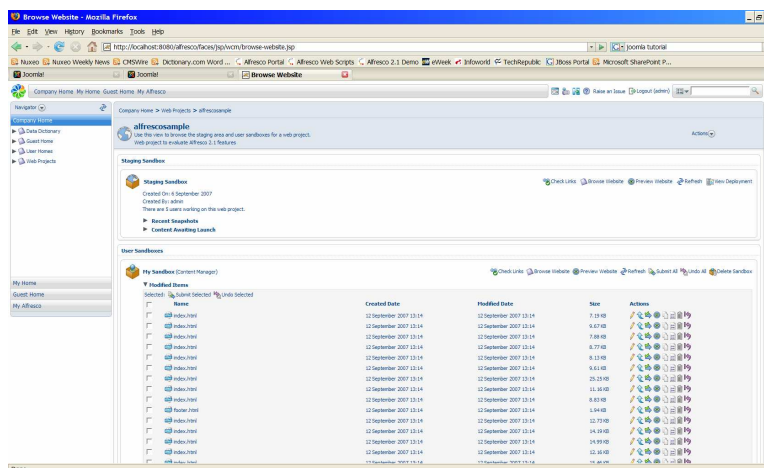 Browse Website - Mozilla Firefox
File Edit View History Bookmarks Tools Help
http://localhost:8080/alfresco/faces/jsp/wcm/browse-website.jsp
joomla tutorial
Nuxeo Nuxeo Weekly News CMSWire Dictionary.com Word ... Alfresco Portal Alfresco Web Scripts Alfresco 2.1 Demo eWeek Infoworld TechRepublic JBoss Portal Microsoft SharePoint P...
Joomla! Joomla! Browse Website
Company Home My Home Guest Home My Alfresco
Raise an Issue Logout (admin)
Navigator
Company Home
Data Dictionary
Guest Home
User Homes
Web Projects
My Home
Guest Home
My Alfresco
Company Home > Web Projects > alfrescosample
alfrescosample
Use this view to browse the staging area and user sandboxes for a web project.
Web project to evaluate Alfresco 2.1 features
Actions
Staging Sandbox
Staging Sandbox
Check Links Browse Website Preview Website Refresh View Deployment
Created On: 6 September 2007
Created By: admin
There are 5 users working on this web project.
Recent Snapshots
Content Awaiting Launch
User Sandboxes
My Sandbox (Content Manager)
Check Links Browse Website Preview Website Refresh Submit All Undo All Delete Sandbox
Modified Items
Selected: Submit Selected Undo Selected
Name Created Date Modified Date Size Actions
index.html 12 September 2007 13:14 12 September 2007 13:14 7.19 KB
index.html 12 September 2007 13:14 12 September 2007 13:14 9.67 KB
index.html 12 September 2007 13:14 12 September 2007 13:14 7.88 KB
index.html 12 September 2007 13:14 12 September 2007 13:14 8.77 KB
index.html 12 September 2007 13:14 12 September 2007 13:14 8.13 KB
index.html 12 September 2007 13:14 12 September 2007 13:14 9.61 KB
index.html 12 September 2007 13:14 12 September 2007 13:14 25.25 KB
index.html 12 September 2007 13:14 12 September 2007 13:14 11.16 KB
index.html 12 September 2007 13:14 12 September 2007 13:14 8.83 KB
footer.html 12 September 2007 13:14 12 September 2007 13:14 1.94 KB
index.html 12 September 2007 13:14 12 September 2007 13:14 12.73 KB
index.html 12 September 2007 13:14 12 September 2007 13:14 14.19 KB
index.html 12 September 2007 13:14 12 September 2007 13:14 14.99 KB
index.html 12 September 2007 13:14 12 September 2007 13:14 12.16 KB
index.html 12 September 2007 13:14 12 September 2007 13:14